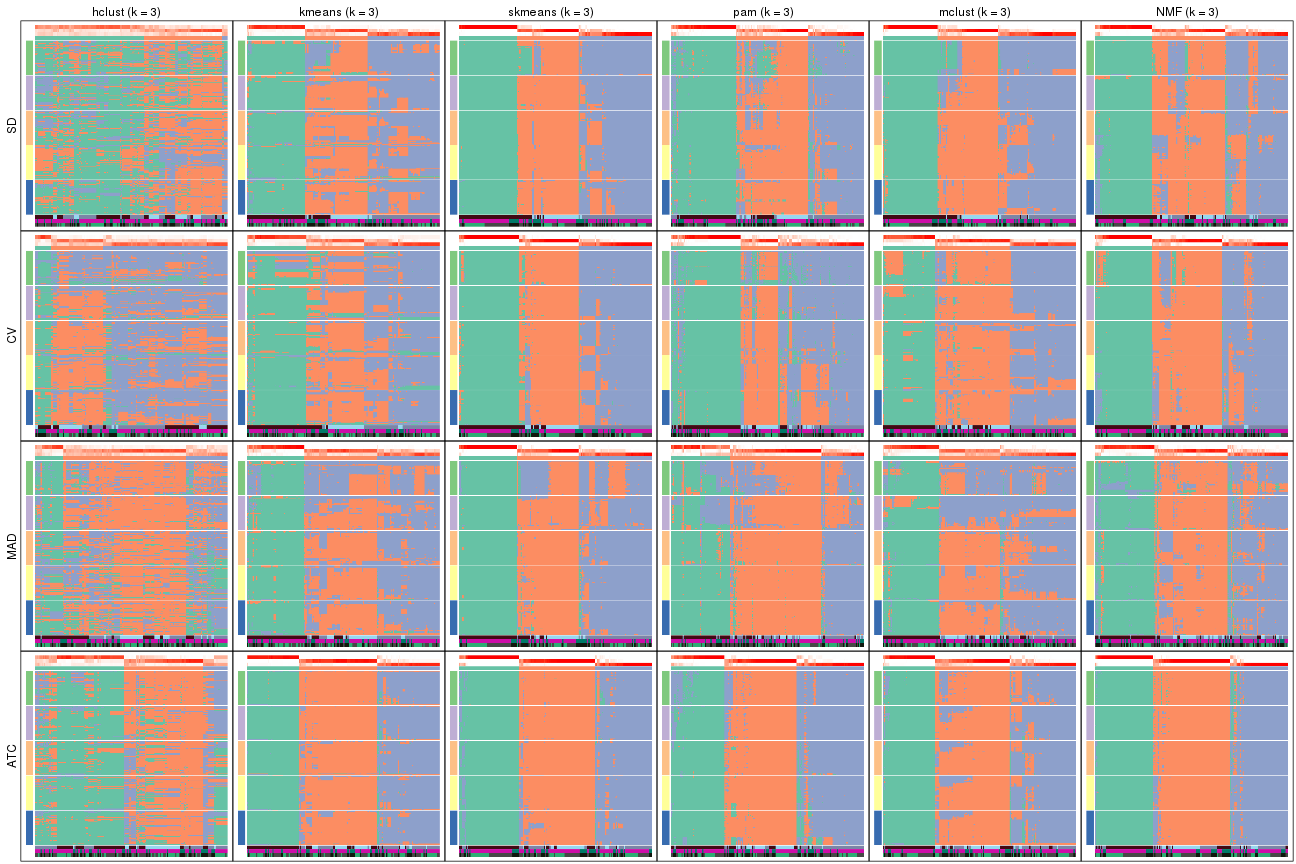 hclust (k = 3)
kmeans (k = 3)
skmeans (k = 3)
pam (k = 3)
mclust (k = 3)
NMF (k = 3)
SD
CV
MAD
ATC